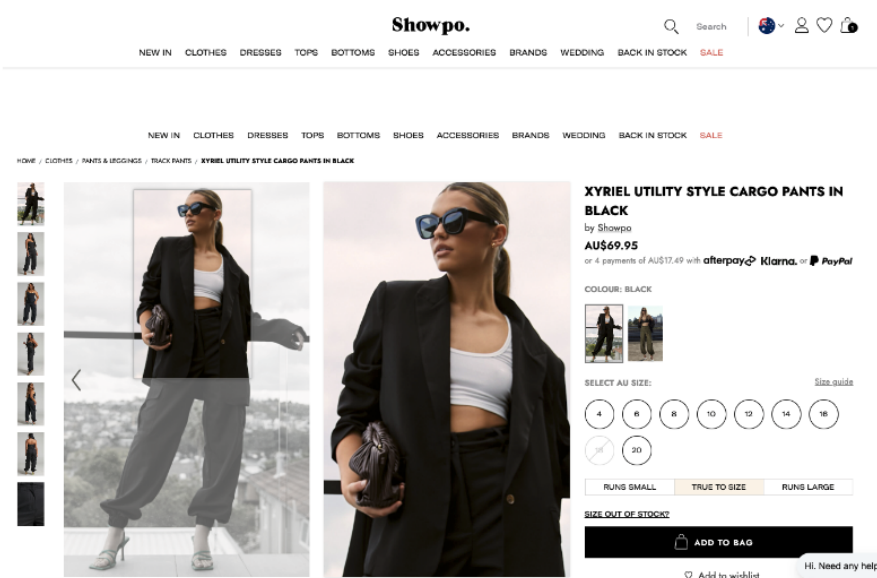 Showpo.
Search
NEW IN CLOTHES DRESSES TOPS BOTTOMS SHOES ACCESSORIES BRANDS WEDDING BACK IN STOCK SALE
NEW IN CLOTHES DRESSES TOPS BOTTOMS SHOES ACCESSORIES BRANDS WEDDING BACK IN STOCK SALE
HOME / CLOTHES / PANTS & LEGGINGS / TRACK PANTS / XYRIEL UTILITY STYLE CARGO PANTS IN BLACK
XYRIEL UTILITY STYLE CARGO PANTS IN
BLACK
by Showpo
AU$69.95
or 4 payments of AU$17.49 with afterpay Klarna. or PayPal
COLOUR: BLACK
SELECT AU SIZE: Size guide
4 6 8 10 12 14 16
20
RUNS SMALL TRUE TO SIZE RUNS LARGE
SIZE OUT OF STOCK?
ADD TO BAG
Hi. Need any help
Add to wishlist